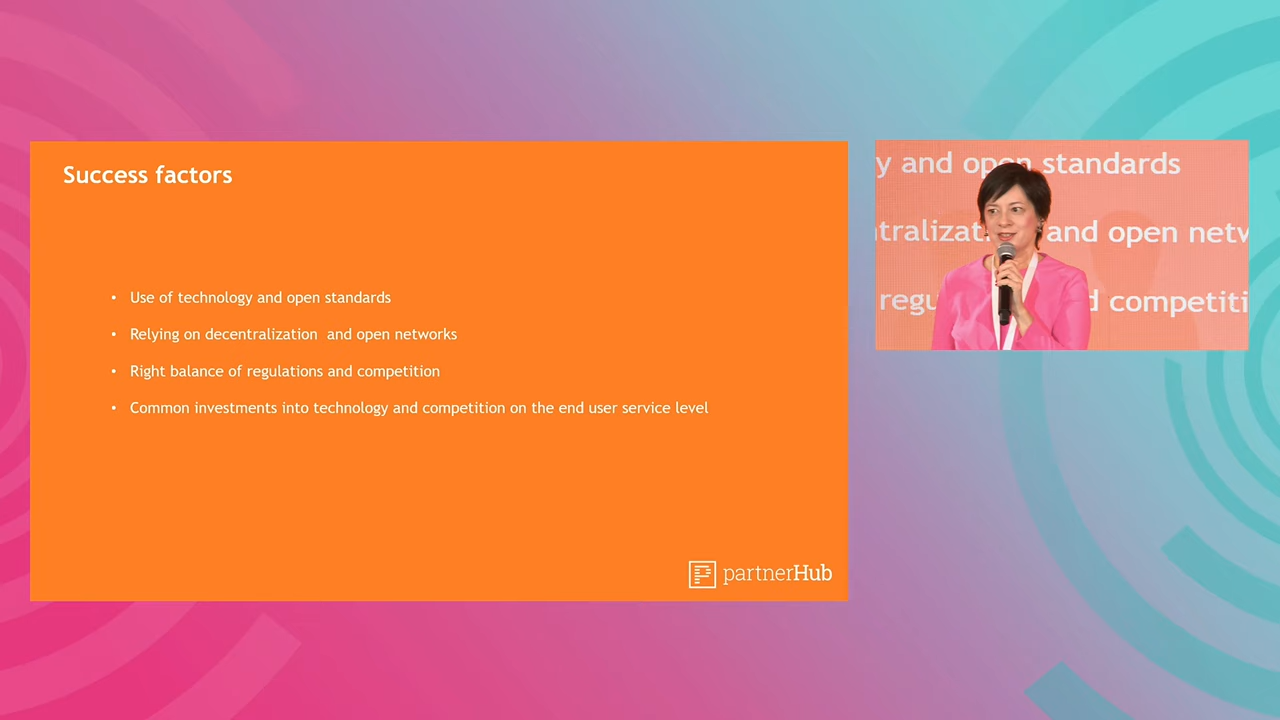 Success factors
• Use of technology and open standards
• Relying on decentralization  and open networks
• Right balance of regulations and competition
• Common investments into technology and competition on the end user service level
partnerHub
y and open standards
and open netw
regu
competiti